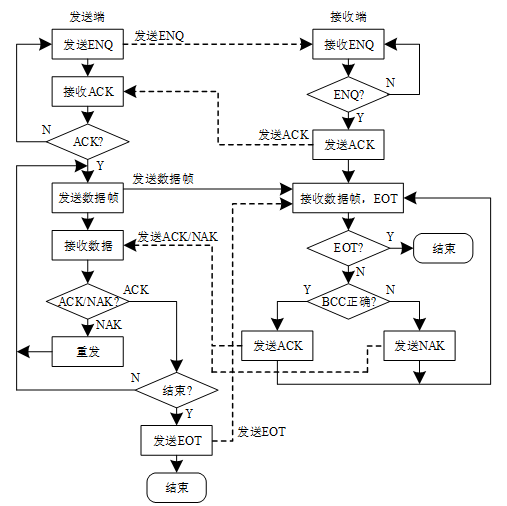 发送端
接收端
发送ENQ
发送ENQ
接收ENQ
接收ACK
N
ENQ?
Y
发送ACK
N
ACK?
发送ACK
Y
发送数据帧
发送数据帧
接收数据帧，EOT
接收数据
发送ACK/NAK
EOT?
Y
结束
N
ACK/NAK?
ACK
Y
BCC正确?
N
NAK
重发
发送ACK
发送NAK
N
结束?
Y
发送EOT
发送EOT
结束